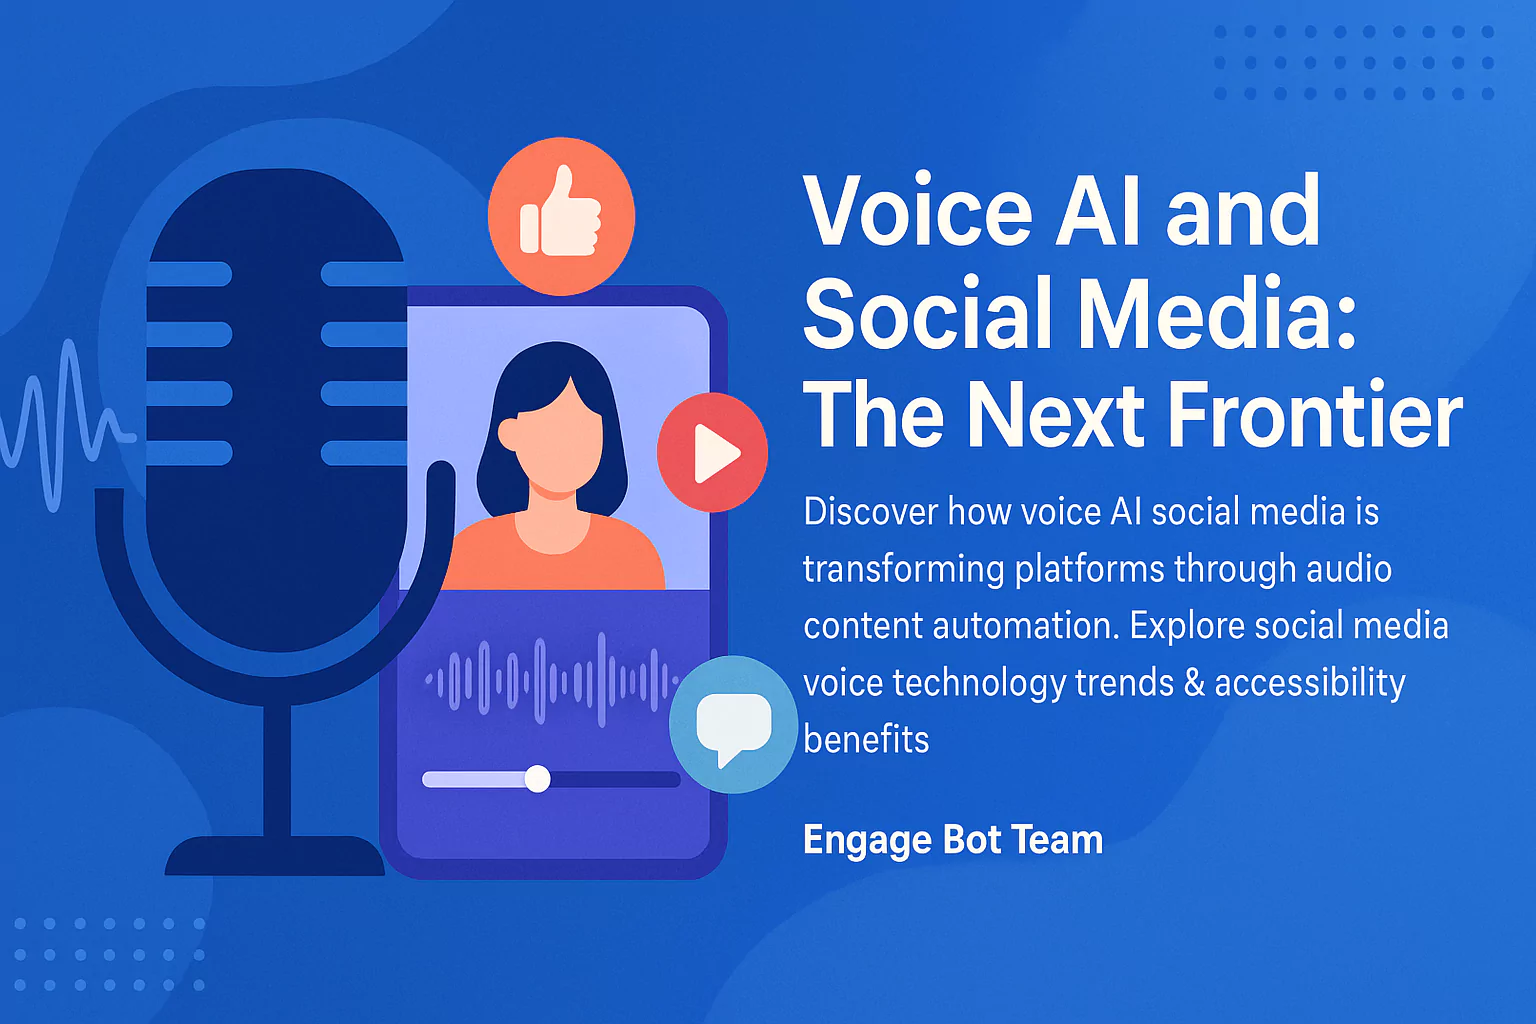 Voice AI and
Social Media:
The Next Frontier
Discover how voice AI social media is
transforming platforms through audio
content automation. Explore social media
voice technology trends & accessibility
benefits
Engage Bot Team